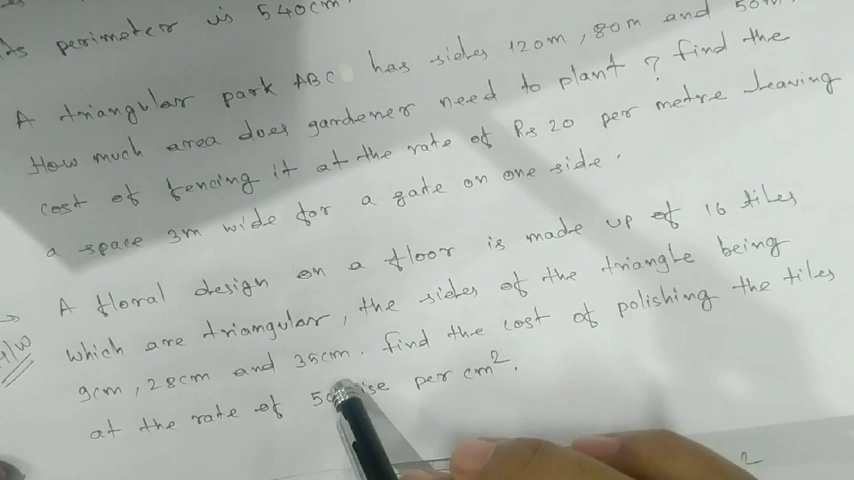 its perimeter is 540cm.
A triangular park ABC has sides 120m, 80m and 50m.
How much area does gardener need to plant? find the
cost of fencing it at the rate of Rs 20 per metre leaving
a space 3m wide for a gate on one side.
A floral design on a floor is made up of 16 tiles
which are triangular, the sides of the triangle being
H/W
9cm, 28cm and 35cm. find the cost of polishing the tiles
at the rate of per cm².